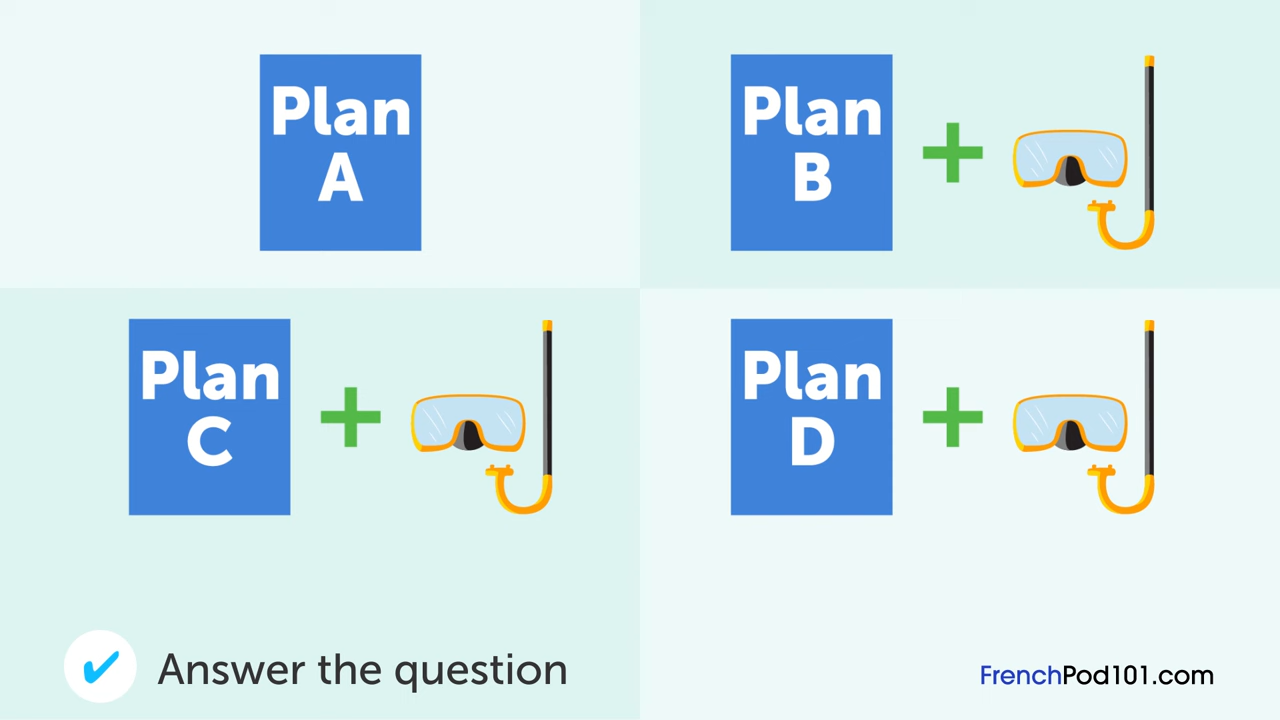 Plan
A
Plan
B
Plan
C
Plan
D
Answer the question
FrenchPod101.com